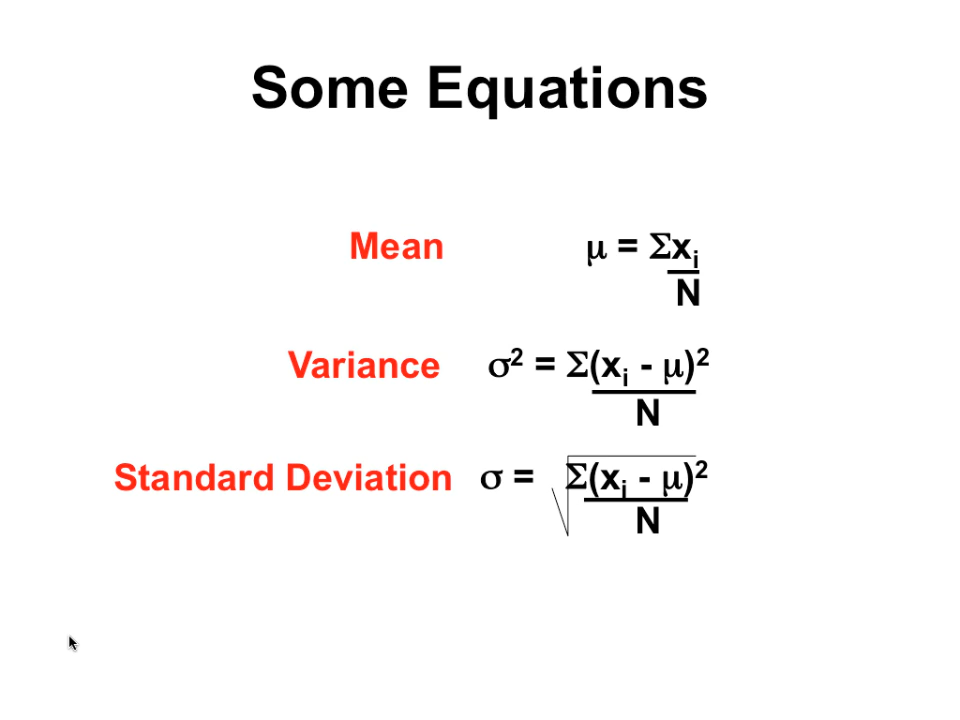 Some Equations
Mean μ = Σxᵢ
N
Variance σ² = Σ(xᵢ - μ)²
N
Standard Deviation σ = √Σ(xᵢ - μ)²
N